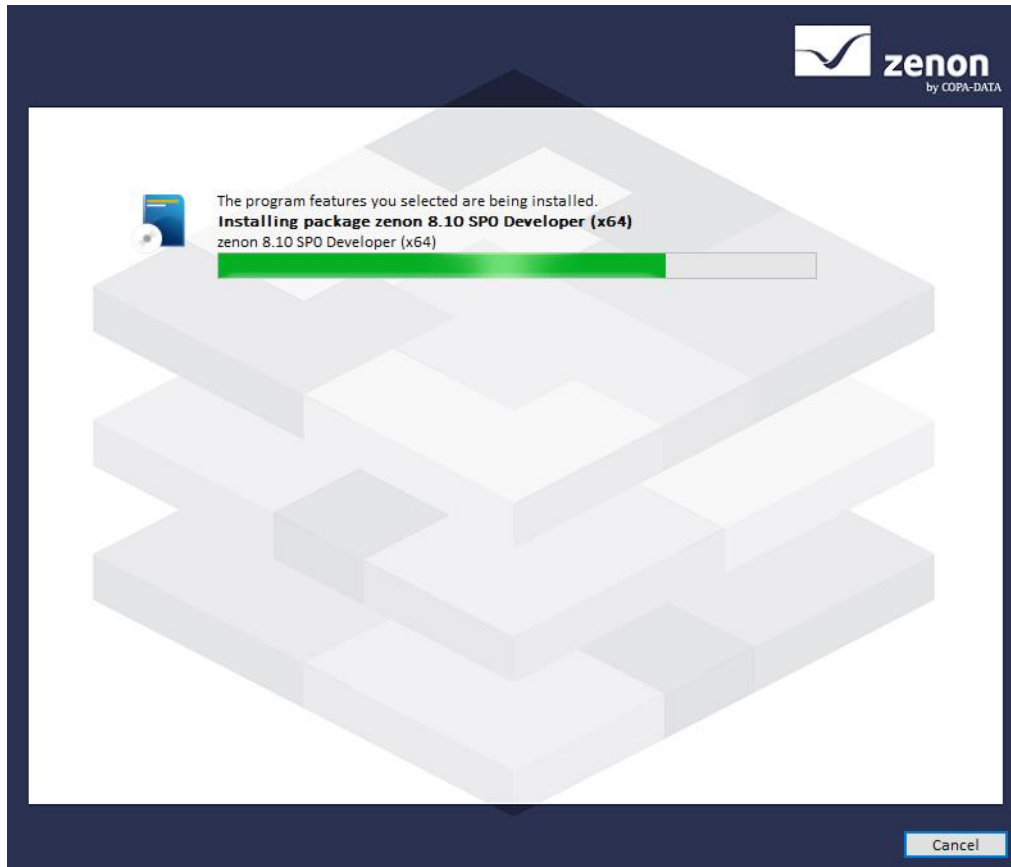 zenon
by COPA-DATA
The program features you selected are being installed.
Installing package zenon 8.10 SP0 Developer (x64)
zenon 8.10 SP0 Developer (x64)
Cancel